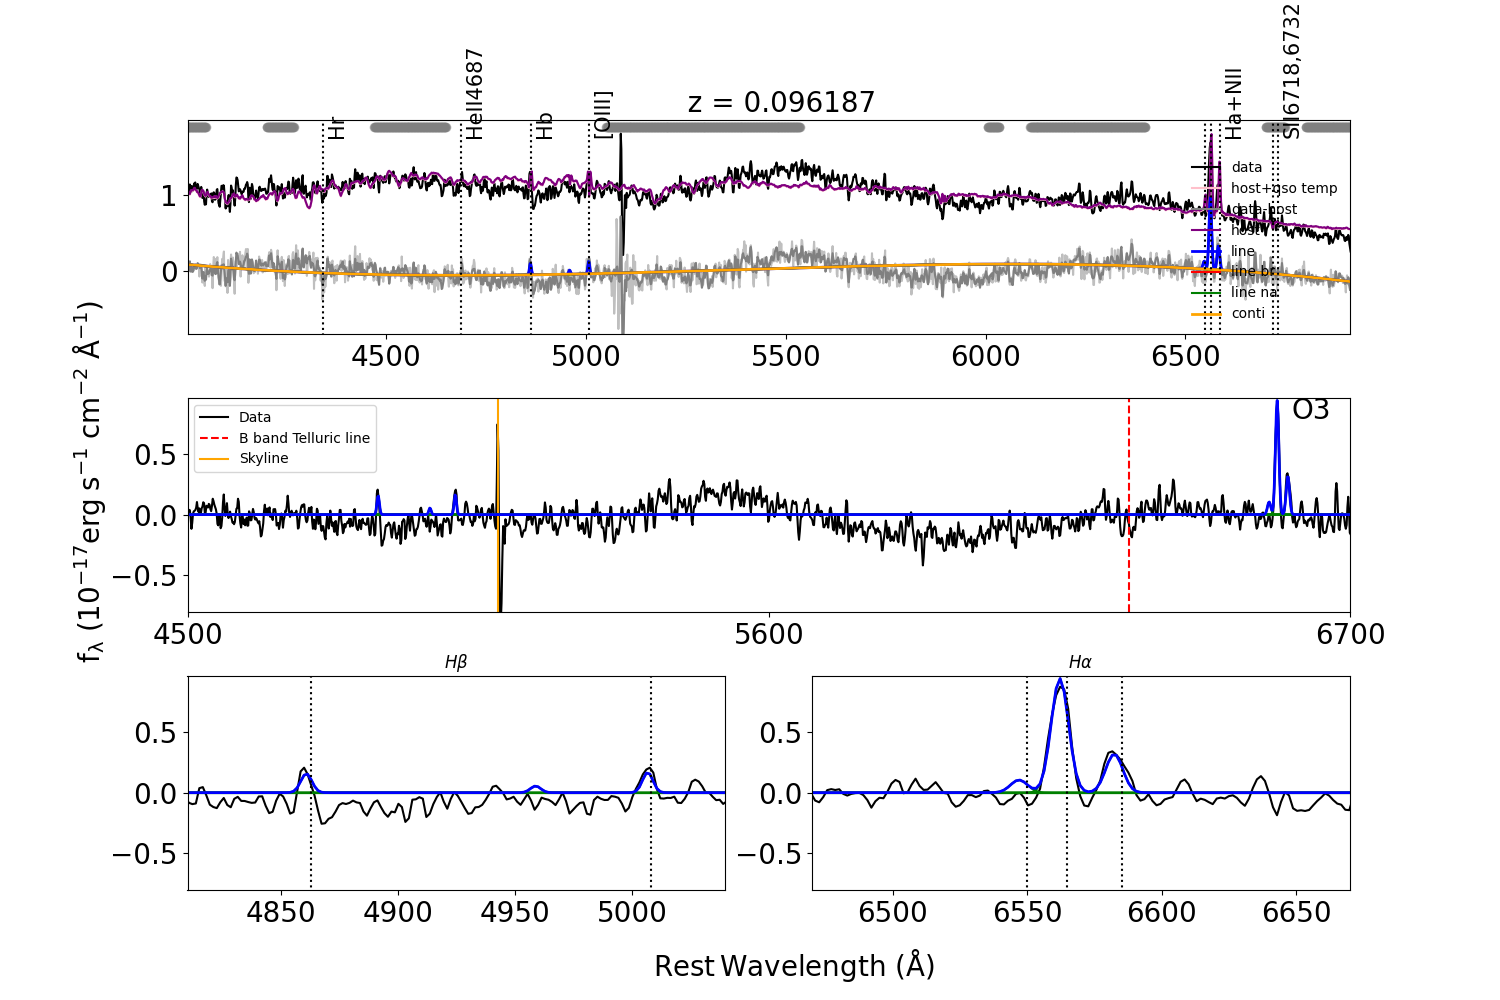 z = 0.096187
Hr
HeII4687
Hb
[OIII]
Ha+NII
SII6718,6732
data
host+qso temp
data-host
host
line
line br
line na
conti
1
0
4500
5000
5500
6000
6500
fλ (10−17erg s−1 cm−2 Å−1)
Data
B band Telluric line
Skyline
O3
0.5
0.0
−0.5
4500
5600
6700
Hβ
0.5
0.0
−0.5
4850
4900
4950
5000
Hα
0.5
0.0
−0.5
6500
6550
6600
6650
Rest Wavelength (Å)